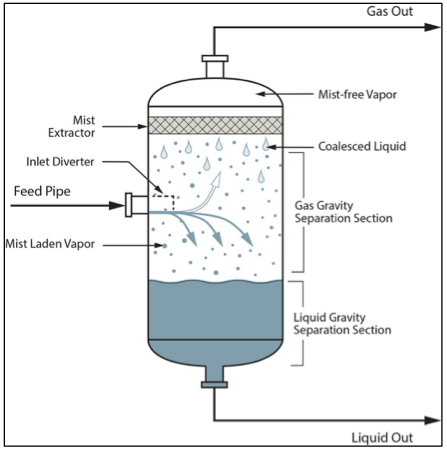 Gas Out
Mist-free Vapor
Mist
Extractor
Coalesced Liquid
Inlet Diverter
Feed Pipe
Gas Gravity
Separation Section
Mist Laden Vapor
Liquid Gravity
Separation Section
Liquid Out